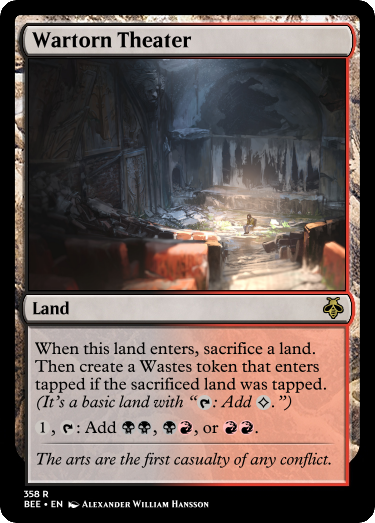 Wartorn Theater
Land
When this land enters, sacrifice a land.
Then create a Wastes token that enters
tapped if the sacrificed land was tapped.
(It's a basic land with “: Add .”)
1 , : Add , , or .
The arts are the first casualty of any conflict.
358 R
BEE • EN Alexander William Hansson